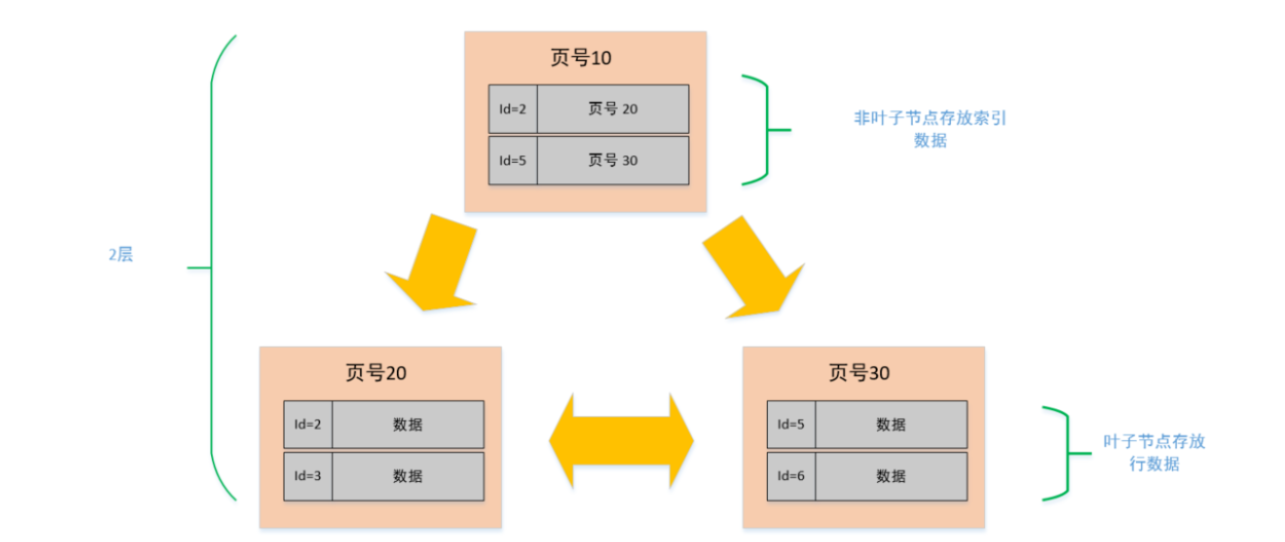 页号10
Id=2 页号 20
Id=5 页号 30
非叶子节点存放索引
数据
2层
页号20
Id=2 数据
Id=3 数据
页号30
Id=5 数据
Id=6 数据
叶子节点存放
行数据